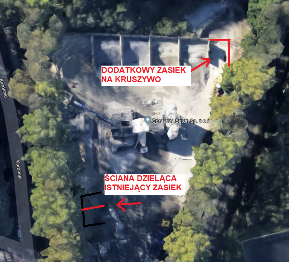 DODATKOWY ZASIEK
NA KRUSZYWO
ŚCIANA DZIELĄCA
ISTNIEJĄCY ZASIEK